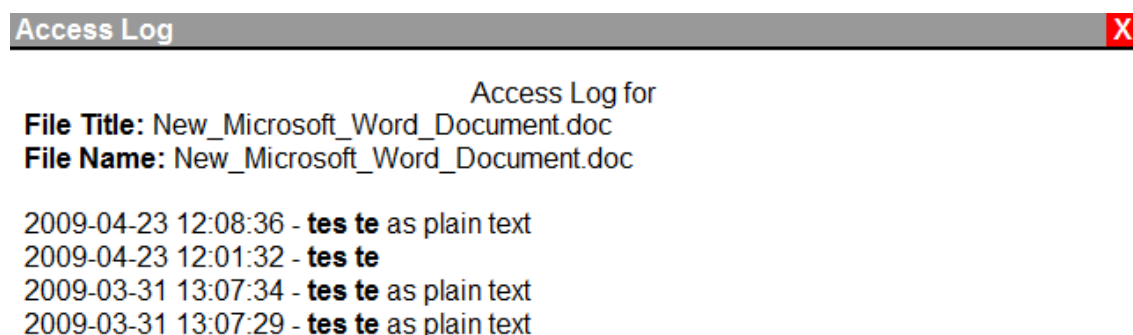 Access Log X
Access Log for
File Title: New_Microsoft_Word_Document.doc
File Name: New_Microsoft_Word_Document.doc
2009-04-23 12:08:36 - tes te as plain text
2009-04-23 12:01:32 - tes te
2009-03-31 13:07:34 - tes te as plain text
2009-03-31 13:07:29 - tes te as plain text